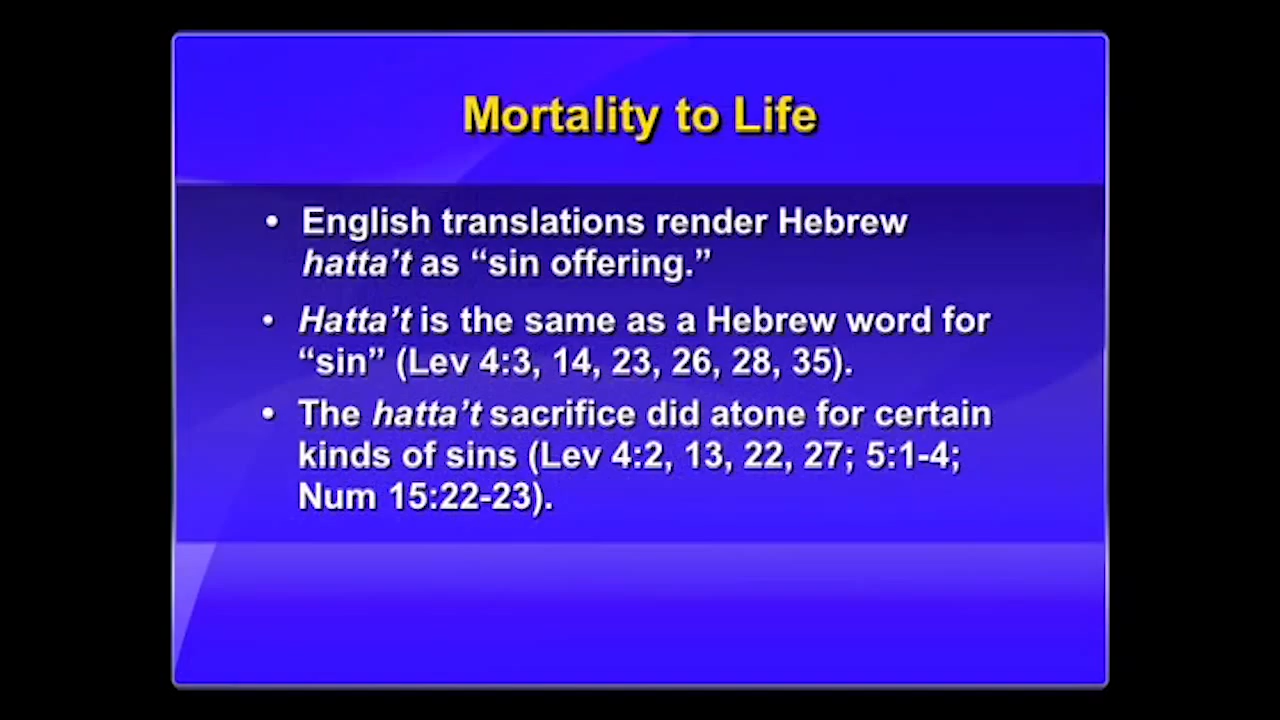 Mortality to Life
• English translations render Hebrew
hatta’t as “sin offering.”
• Hatta’t is the same as a Hebrew word for
“sin” (Lev 4:3, 14, 23, 26, 28, 35).
• The hatta’t sacrifice did atone for certain
kinds of sins (Lev 4:2, 13, 22, 27; 5:1-4;
Num 15:22-23).